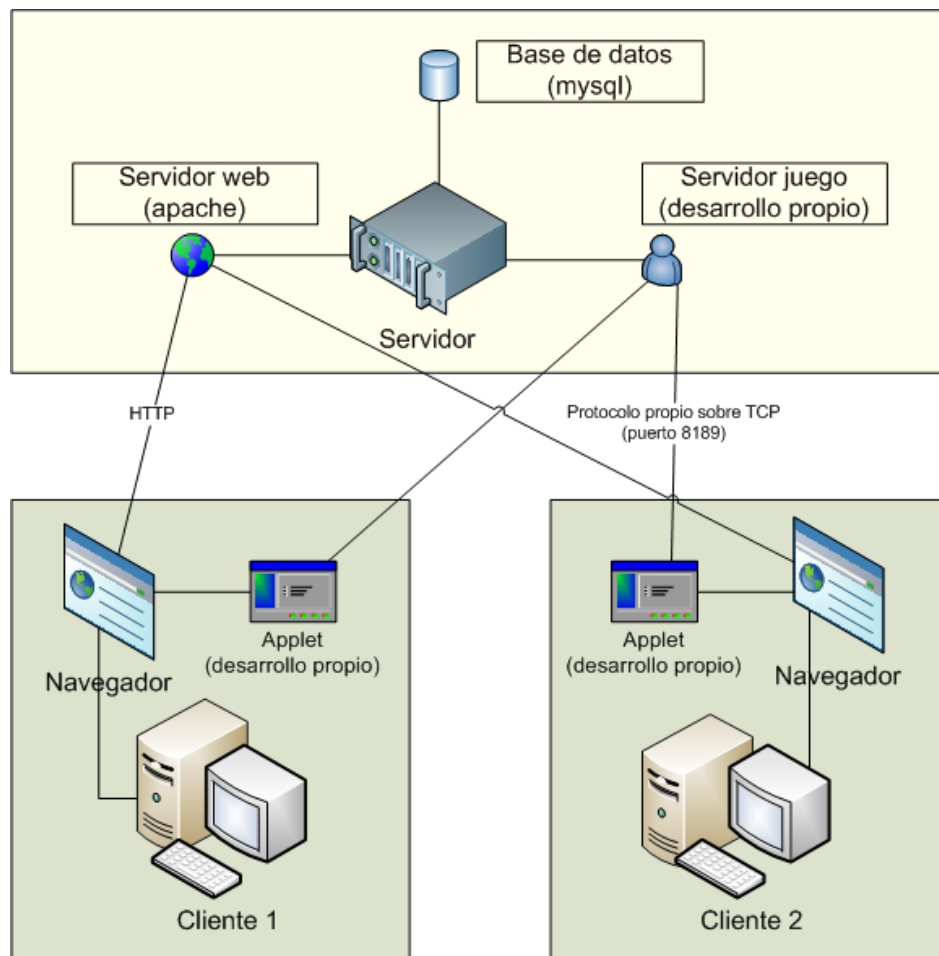 Base de datos
(mysql)
Servidor web
(apache)
Servidor juego
(desarrollo propio)
Servidor
HTTP
Protocolo propio sobre TCP
(puerto 8189)
Applet
(desarrollo propio)
Navegador
Cliente 1
Applet
(desarrollo propio)
Navegador
Cliente 2